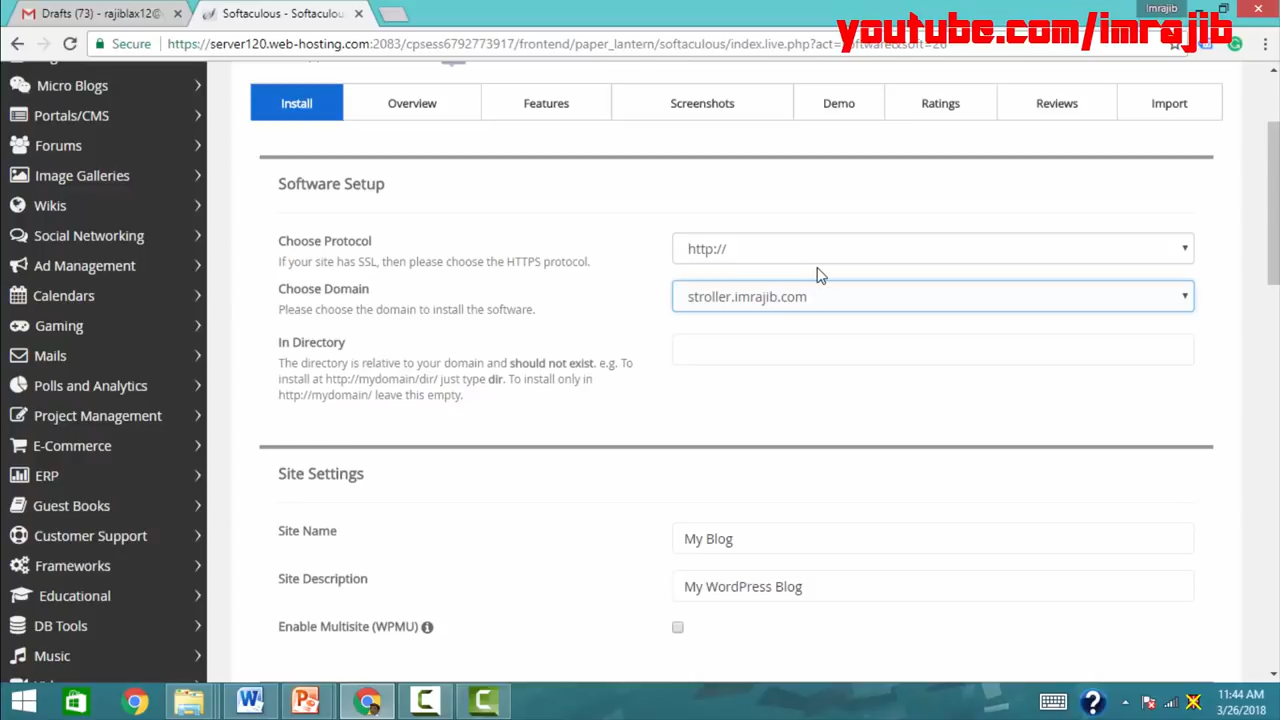 Drafts (73) - rajiblax12@
Softaculous - Softaculou
Imrajib
youtube.com/imrajib
Secure
https://server120.web-hosting.com:2083/cpsess6792773917/frontend/paper_lantern/softaculous/index.live.php?act=software&soft=26
Micro Blogs
Portals/CMS
Forums
Image Galleries
Wikis
Social Networking
Ad Management
Calendars
Gaming
Mails
Polls and Analytics
Project Management
E-Commerce
ERP
Guest Books
Customer Support
Frameworks
Educational
DB Tools
Music
Install
Overview
Features
Screenshots
Demo
Ratings
Reviews
Import
Software Setup
Choose Protocol
If your site has SSL, then please choose the HTTPS protocol.
http://
Choose Domain
Please choose the domain to install the software.
stroller.imrajib.com
In Directory
The directory is relative to your domain and should not exist. e.g. To
install at http://mydomain/dir/ just type dir. To install only in
http://mydomain/ leave this empty.
Site Settings
Site Name
My Blog
Site Description
My WordPress Blog
Enable Multisite (WPMU)
11:44 AM
3/26/2018